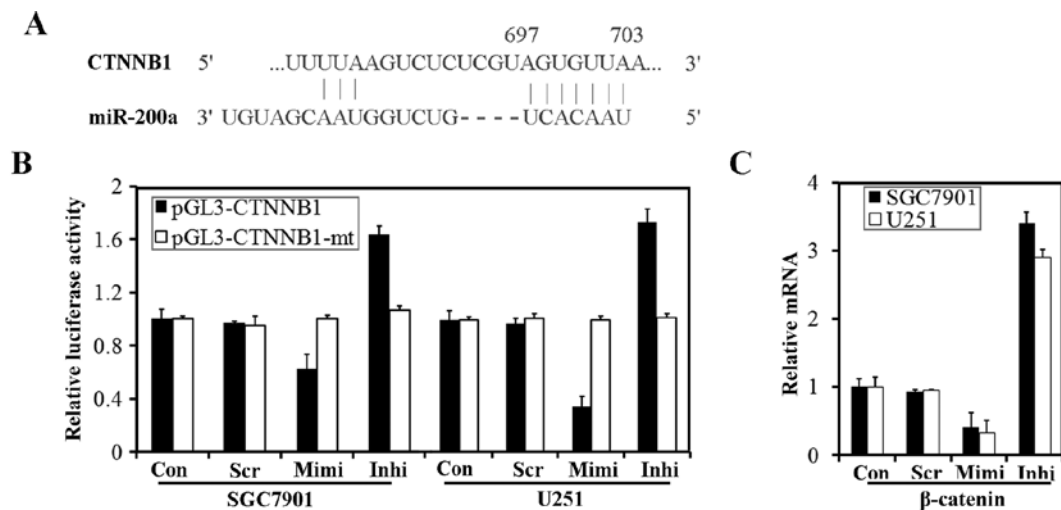 A
697 703
CTNNB1 5' ...UUUUAAGUCUCUCGUAGUGUUAA... 3'
miR-200a 3' UGUAGCAAUGGUCUG----UCACAAU 5'
B
Relative luciferase activity
2
1.6
1.2
0.8
0.4
0
pGL3-CTNNB1
pGL3-CTNNB1-mt
Con Scr Mimi Inhi Con Scr Mimi Inhi
SGC7901 U251
C
Relative mRNA
4
3
2
1
0
SGC7901
U251
Con Scr Mimi Inhi
β-catenin